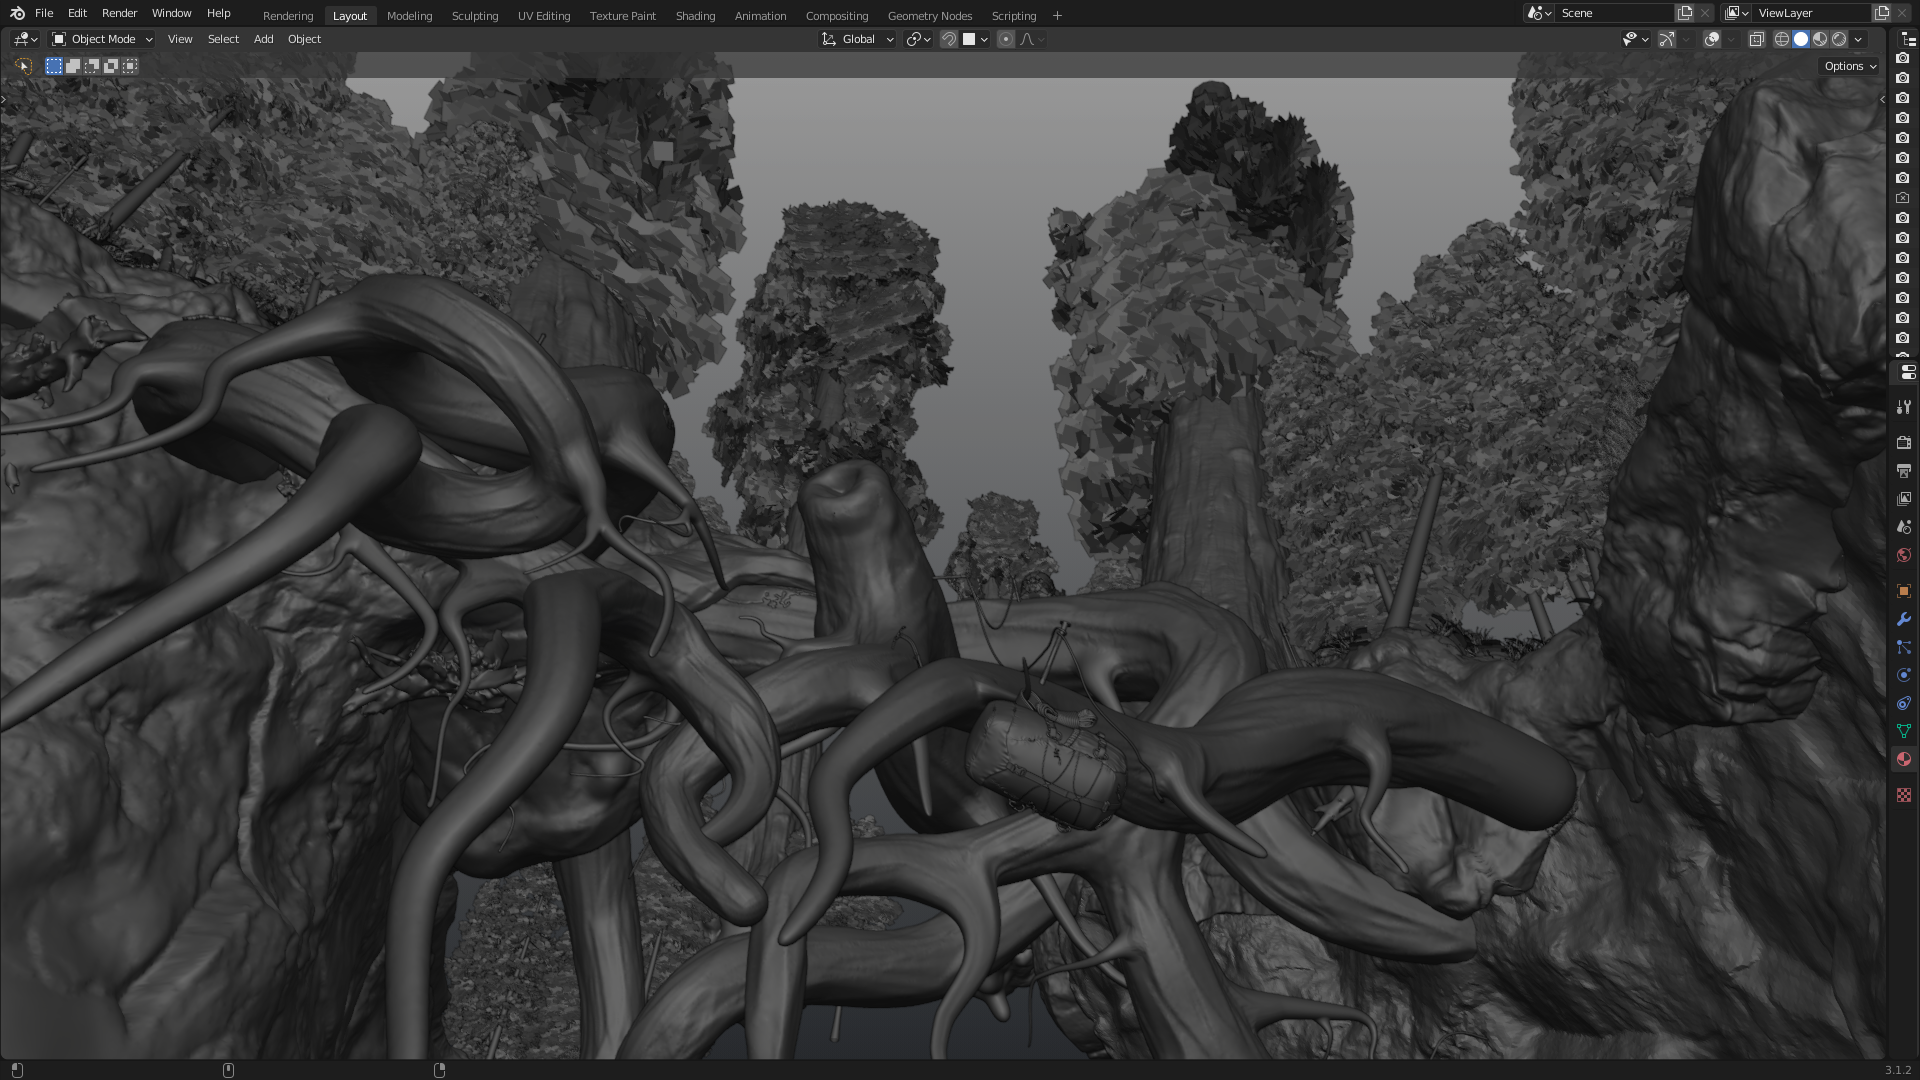 File Edit Render Window Help Rendering Layout Modeling Sculpting UV Editing Texture Paint Shading Animation Compositing Geometry Nodes Scripting + Scene ViewLayer
Object Mode View Select Add Object Global
Options
3.1.2